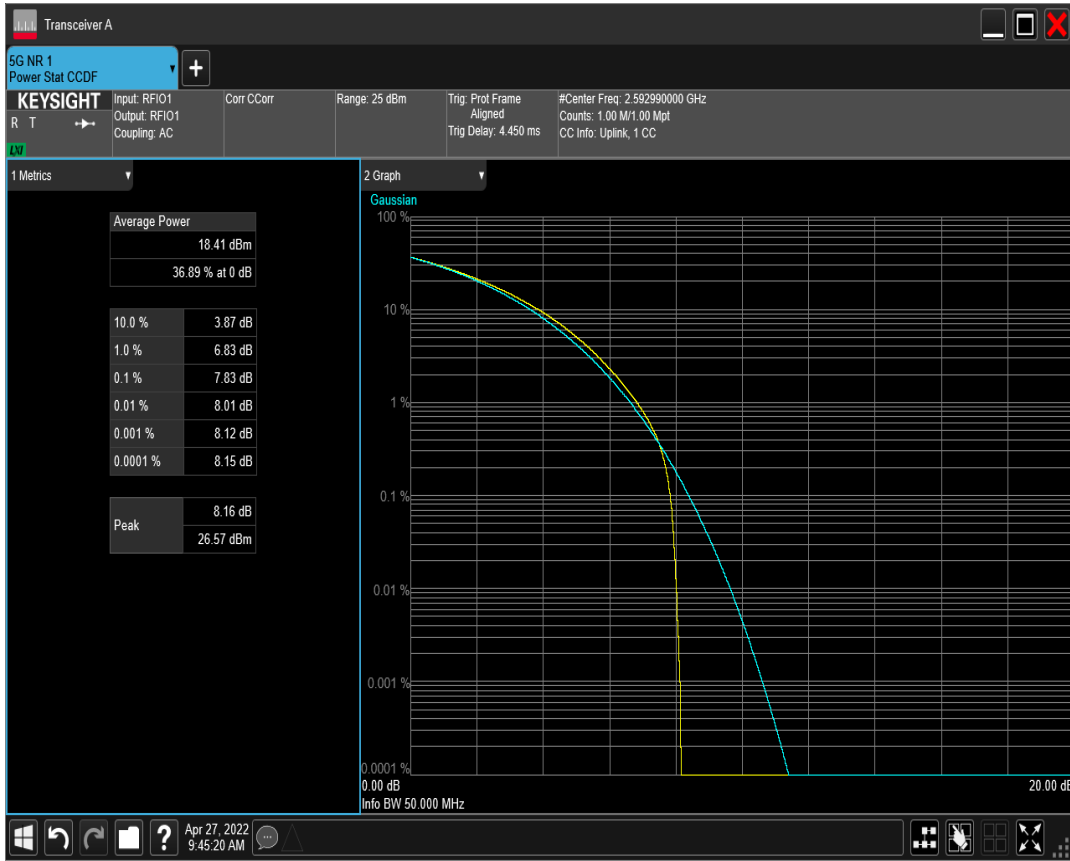 Transceiver A
5G NR 1
Power Stat CCDF
KEYSIGHT
R T
LXI
Input: RFIO1
Output: RFIO1
Coupling: AC
Corr CCorr
Range: 25 dBm
Trig: Prot Frame
Aligned
Trig Delay: 4.450 ms
#Center Freq: 2.592990000 GHz
Counts: 1.00 M/1.00 Mpt
CC Info: Uplink, 1 CC
1 Metrics
Average Power
18.41 dBm
36.89 % at 0 dB
10.0 % 3.87 dB
1.0 % 6.83 dB
0.1 % 7.83 dB
0.01 % 8.01 dB
0.001 % 8.12 dB
0.0001 % 8.15 dB
Peak 8.16 dB
26.57 dBm
2 Graph
Gaussian
100 %
10 %
1 %
0.1 %
0.01 %
0.001 %
0.0001 %
0.00 dB 20.00 dB
Info BW 50.000 MHz
?
Apr 27, 2022
9:45:20 AM